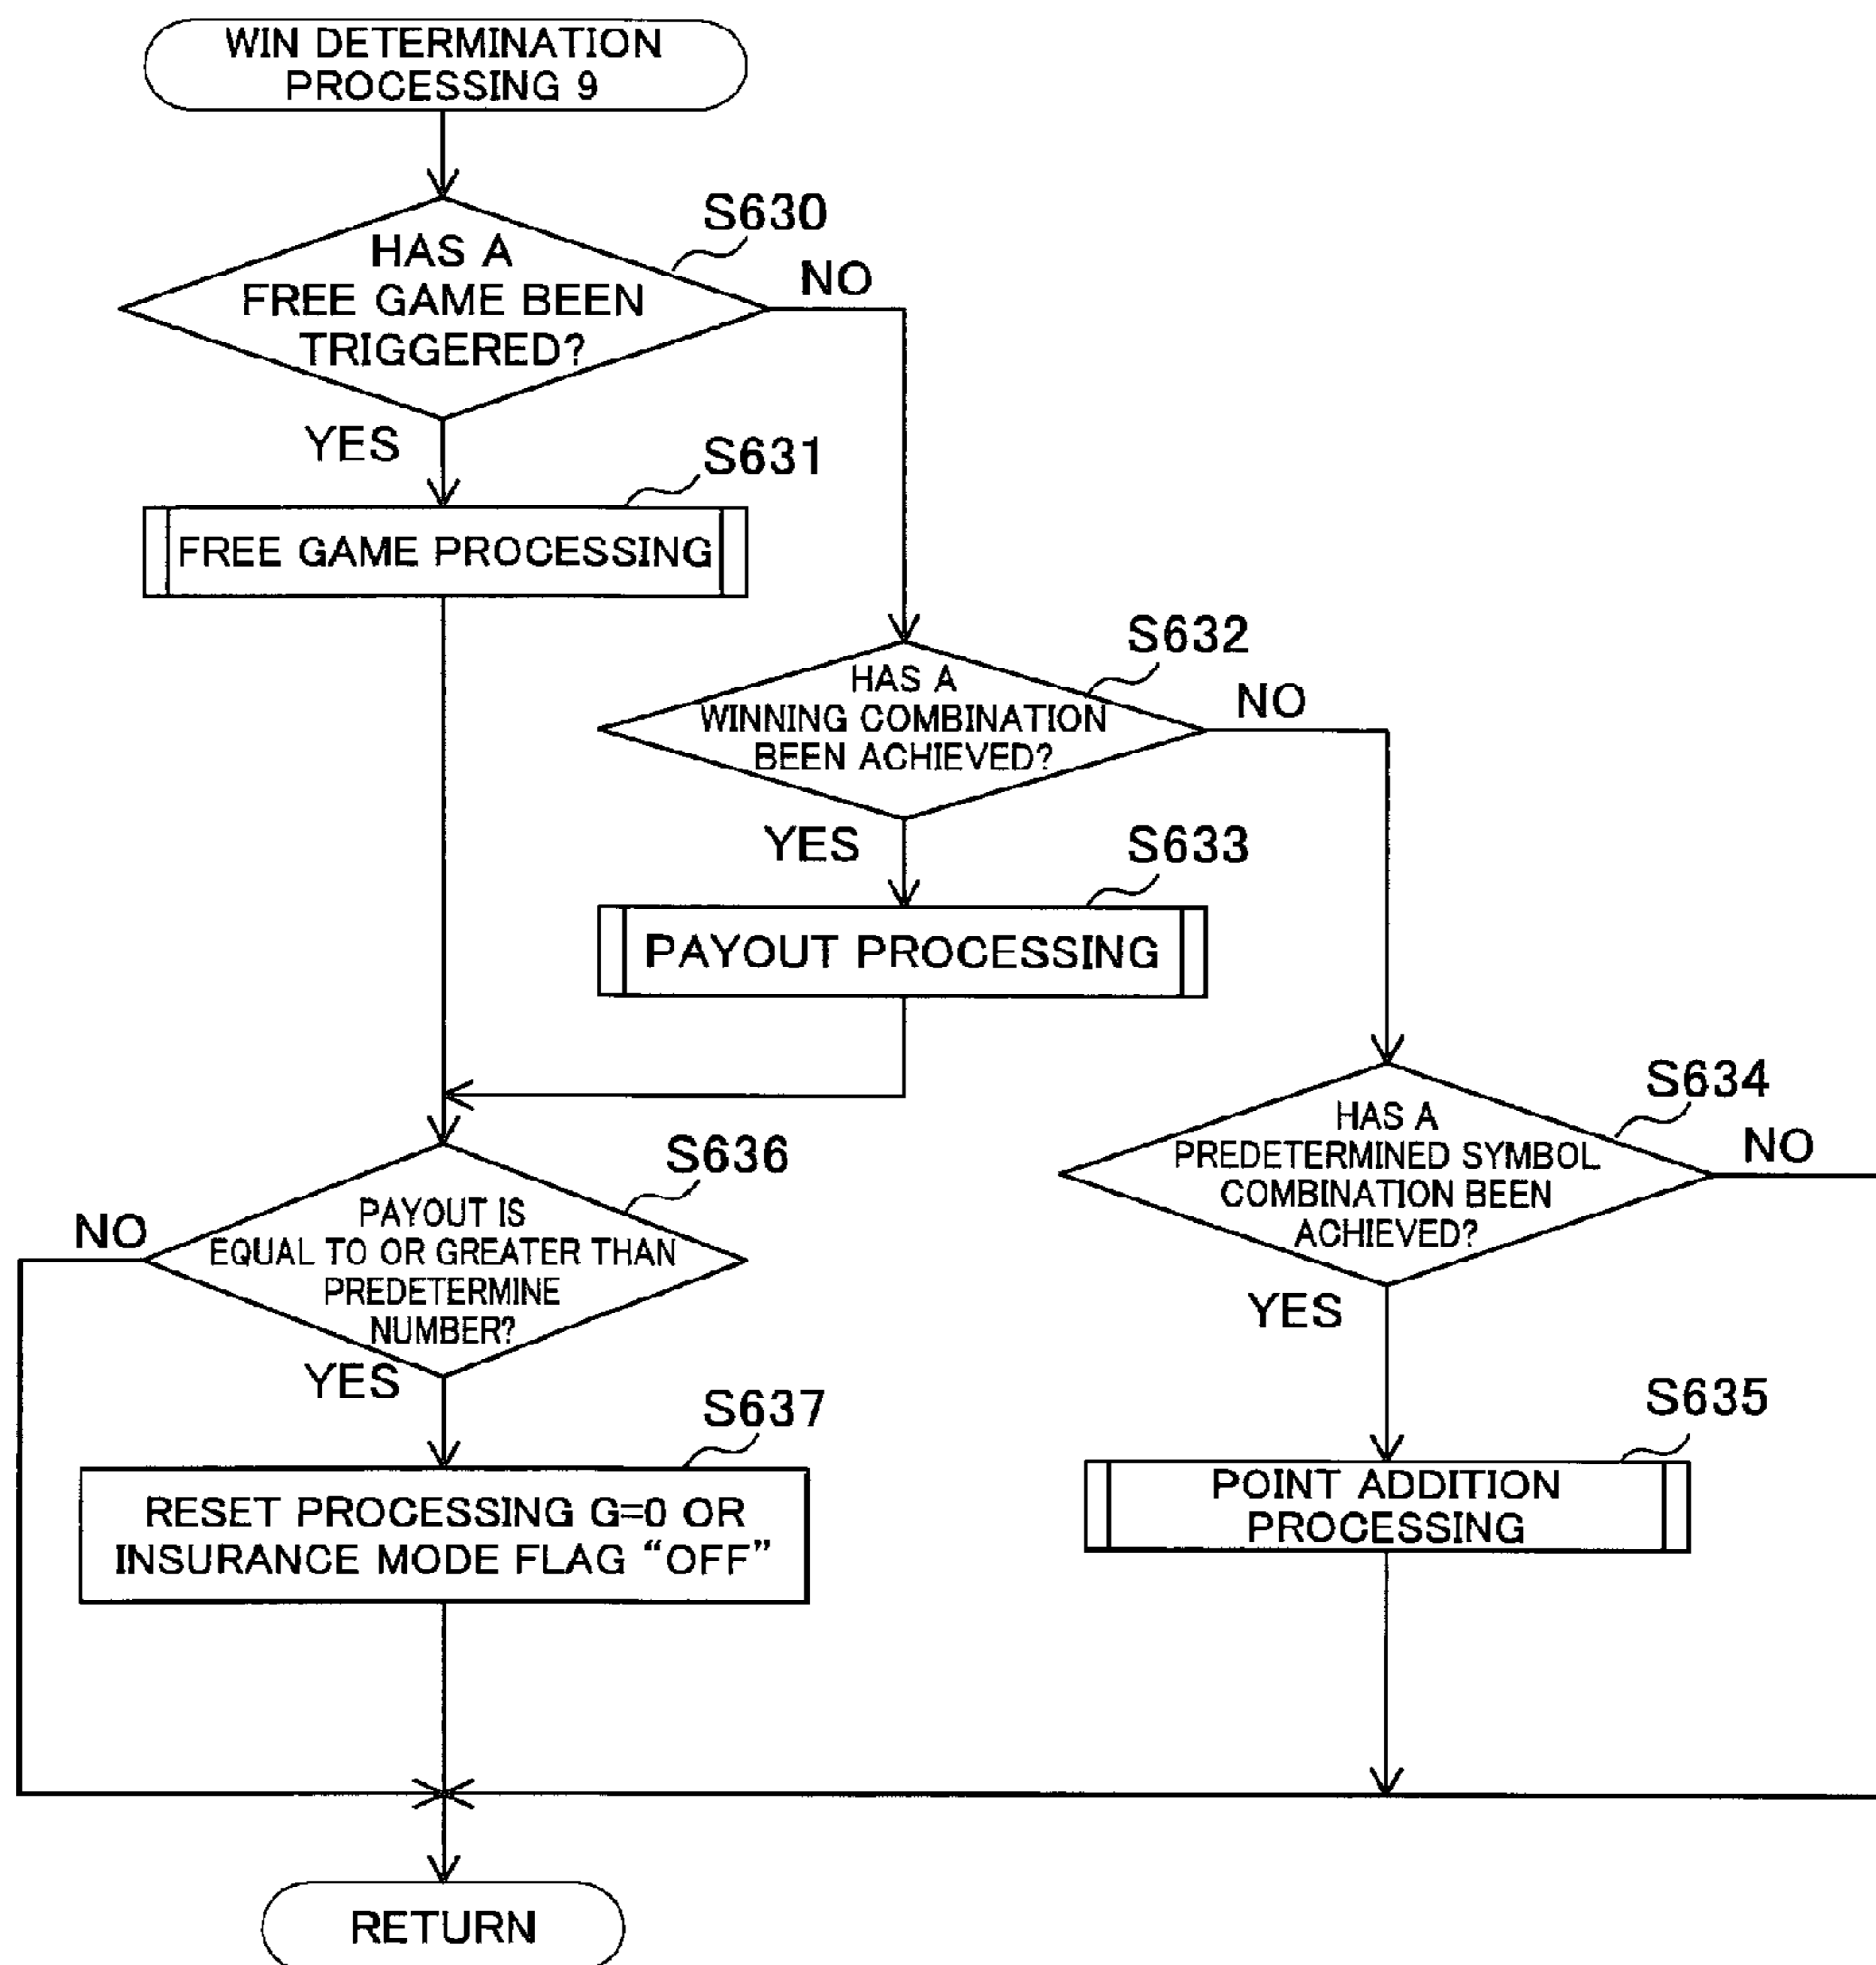 WIN DETERMINATION
PROCESSING 9
S630
HAS A
FREE GAME BEEN
TRIGGERED?
NO
YES
S631
FREE GAME PROCESSING
S632
HAS A
WINNING COMBINATION
BEEN ACHIEVED?
NO
YES
S633
PAYOUT PROCESSING
S634
HAS A
PREDETERMINED SYMBOL
COMBINATION BEEN
ACHIEVED?
NO
YES
S635
POINT ADDITION
PROCESSING
S636
PAYOUT IS
EQUAL TO OR GREATER THAN
PREDETERMINE
NUMBER?
NO
YES
S637
RESET PROCESSING G=0 OR
INSURANCE MODE FLAG “OFF”
RETURN